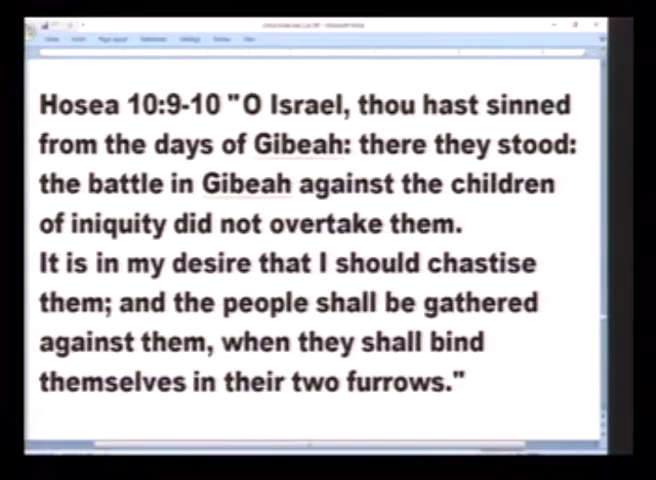 Hosea 10:9-10 "O Israel, thou hast sinned
from the days of Gibeah: there they stood:
the battle in Gibeah against the children
of iniquity did not overtake them.
It is in my desire that I should chastise
them; and the people shall be gathered
against them, when they shall bind
themselves in their two furrows."